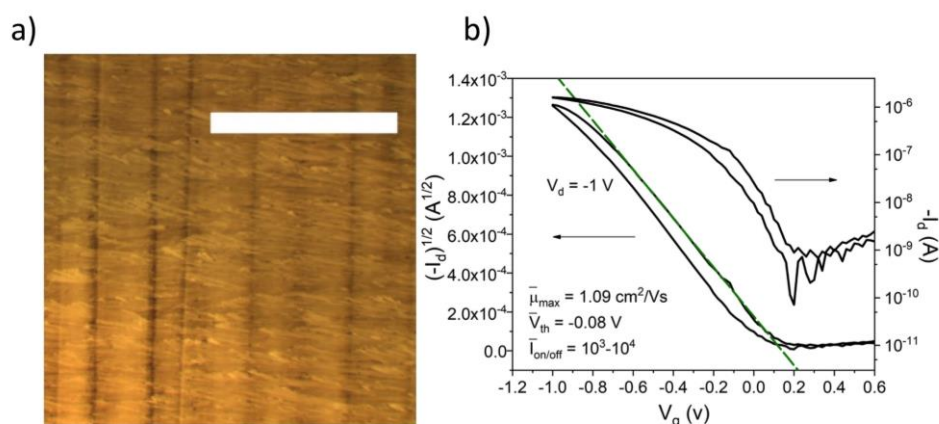 a)
b)
1.4x10⁻³
1.2x10⁻³
1.0x10⁻³
8.0x10⁻⁴
6.0x10⁻⁴
4.0x10⁻⁴
2.0x10⁻⁴
0.0
(-I_d)^1/2 (A^1/2)
V_d = -1 V
μ̅_max = 1.09 cm²/Vs
V̅_th = -0.08 V
I̅_on/off = 10³-10⁴
10⁻⁶
10⁻⁷
10⁻⁸
10⁻⁹
10⁻¹⁰
10⁻¹¹
-I_d (A)
-1.2 -1.0 -0.8 -0.6 -0.4 -0.2 0.0 0.2 0.4 0.6
V_g (v)